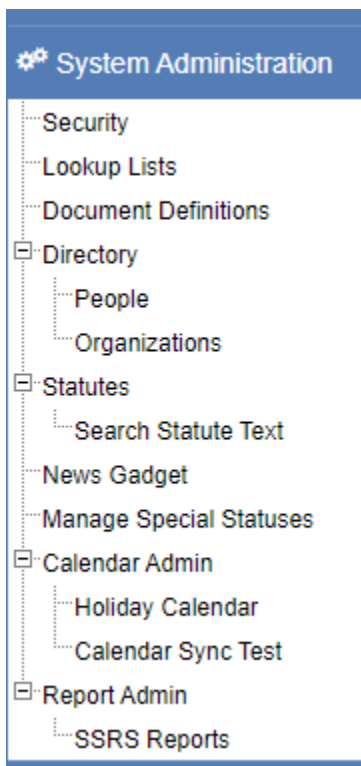 System Administration
Security
Lookup Lists
Document Definitions
Directory
People
Organizations
Statutes
Search Statute Text
News Gadget
Manage Special Statuses
Calendar Admin
Holiday Calendar
Calendar Sync Test
Report Admin
SSRS Reports